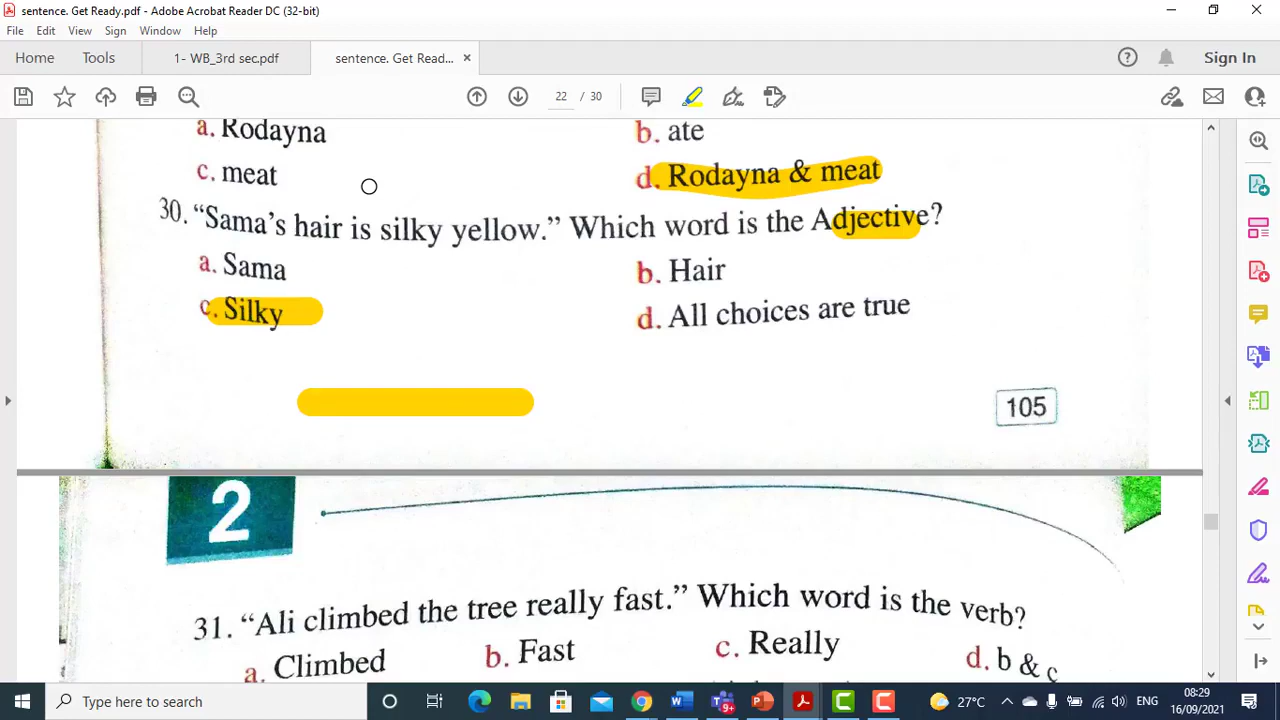 sentence. Get Ready.pdf - Adobe Acrobat Reader DC (32-bit)
File Edit View Sign Window Help
Home Tools 1- WB_3rd sec.pdf sentence. Get Read... × Sign In
22 / 30
a. Rodayna b. ate
c. meat d. Rodayna & meat
30. “Sama’s hair is silky yellow.” Which word is the Adjective?
a. Sama b. Hair
c. Silky d. All choices are true
105
2
31. “Ali climbed the tree really fast.” Which word is the verb?
a. Climbed b. Fast c. Really d. b & c
Type here to search 9+ 27°C ENG 08:29
16/09/2021